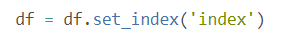 df = df.set_index('index')